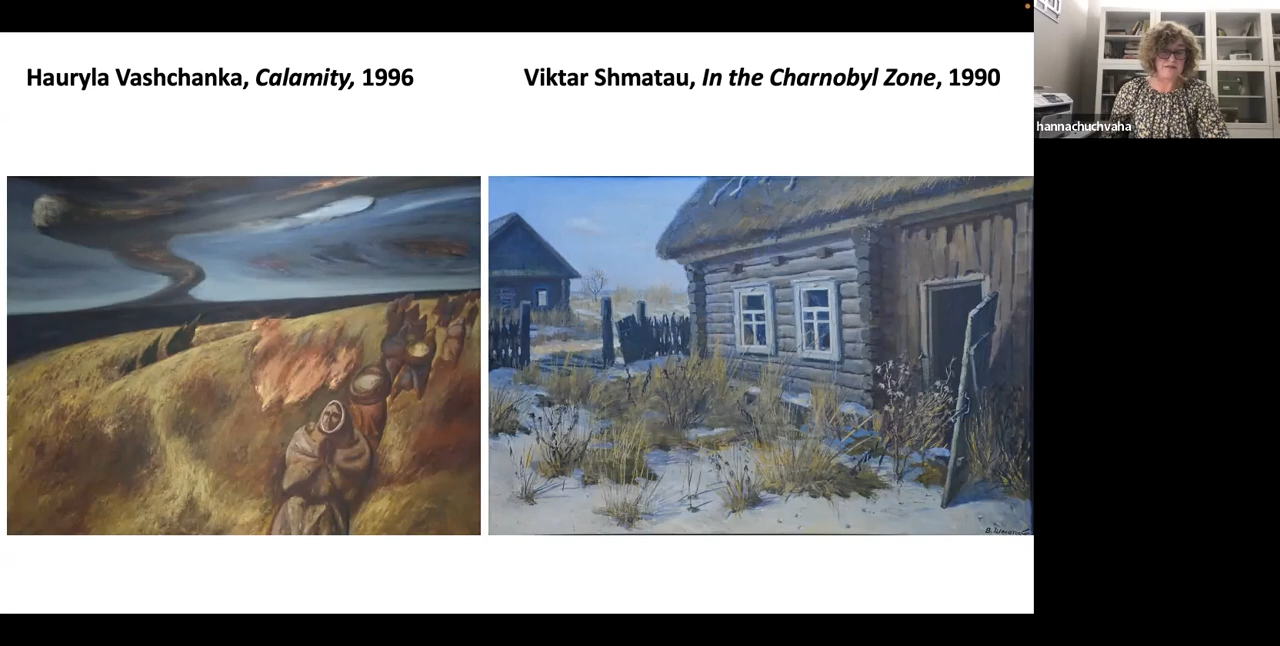 Hauryla Vashchanka, Calamity, 1996
Viktar Shmatau, In the Charnobyl Zone, 1990
hannachuchvaha